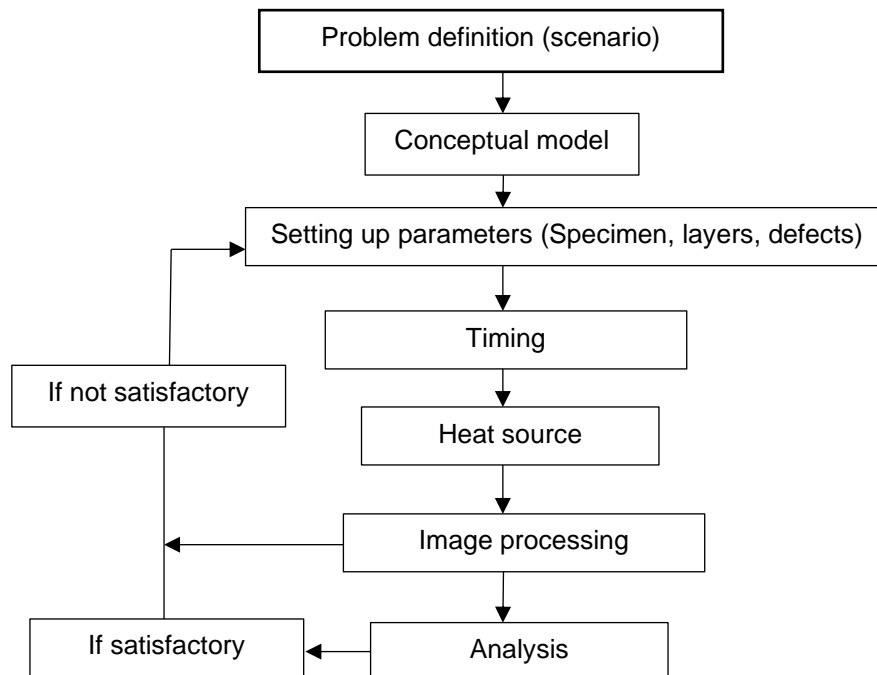 Problem definition (scenario)
Conceptual model
Setting up parameters (Specimen, layers, defects)
Timing
If not satisfactory
Heat source
Image processing
If satisfactory
Analysis